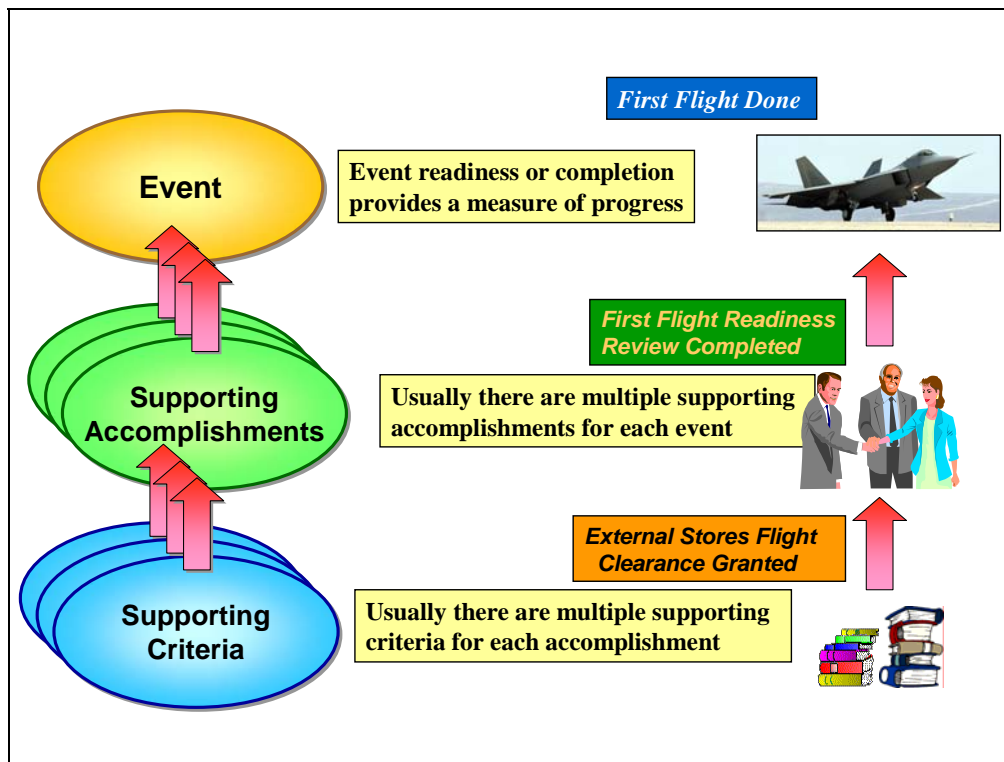 First Flight Done
Event
Event readiness or completion
provides a measure of progress
First Flight Readiness
Review Completed
Supporting
Accomplishments
Usually there are multiple supporting
accomplishments for each event
External Stores Flight
Clearance Granted
Supporting
Criteria
Usually there are multiple supporting
criteria for each accomplishment